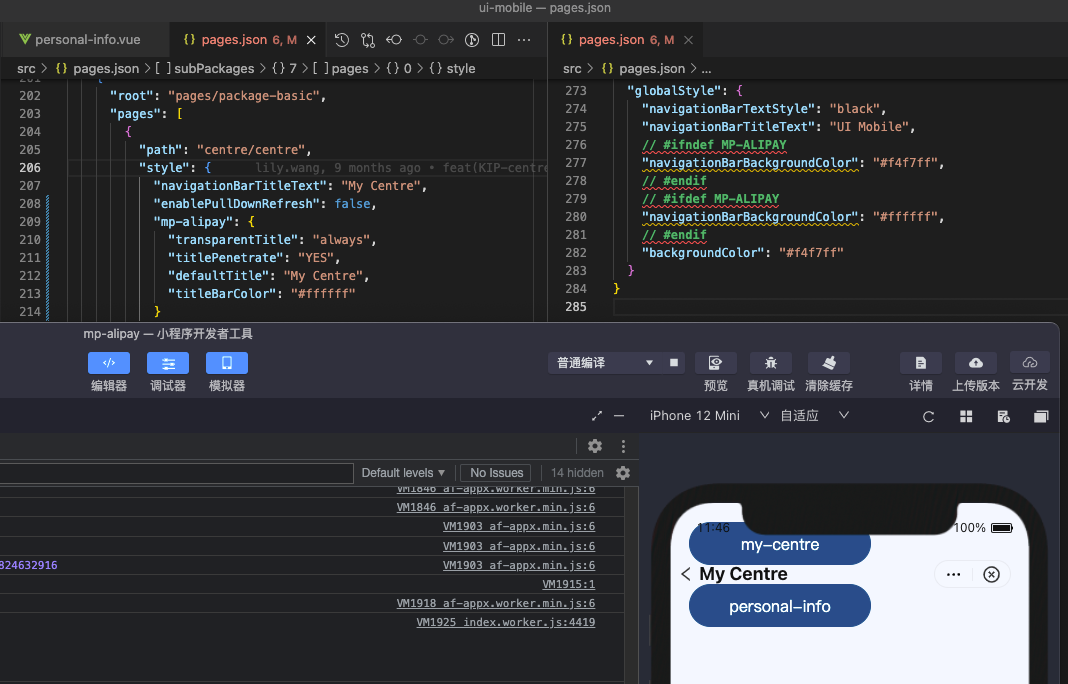 ui-mobile — pages.json
personal-info.vue
{} pages.json 6, M ×
{} pages.json 6, M ×
src > {} pages.json > [ ] subPackages > {} 7 > [ ] pages > {} 0 > {} style
src > {} pages.json > ...
201
202 "root": "pages/package-basic",
203 "pages": [
204 {
205 "path": "centre/centre",
206 "style": { lily.wang, 9 months ago • feat(KIP-centre
207 "navigationBarTitleText": "My Centre",
208 "enablePullDownRefresh": false,
209 "mp-alipay": {
210 "transparentTitle": "always",
211 "titlePenetrate": "YES",
212 "defaultTitle": "My Centre",
213 "titleBarColor": "#ffffff"
214 }
273 "globalStyle": {
274 "navigationBarTextStyle": "black",
275 "navigationBarTitleText": "UI Mobile",
276 // #ifndef MP-ALIPAY
277 "navigationBarBackgroundColor": "#f4f7ff",
278 // #endif
279 // #ifdef MP-ALIPAY
280 "navigationBarBackgroundColor": "#ffffff",
281 // #endif
282 "backgroundColor": "#f4f7ff"
283 }
284 }
285
mp-alipay — 小程序开发者工具
编辑器 调试器 模拟器
普通编译
预览 真机调试 清除缓存
详情 上传版本 云开发
iPhone 12 Mini 自适应
Default levels ▼ No Issues 14 hidden
VM1846 af-appx.worker.min.js:6
VM1846 af-appx.worker.min.js:6
VM1903 af-appx.worker.min.js:6
VM1903 af-appx.worker.min.js:6
824632916 VM1903 af-appx.worker.min.js:6
VM1915:1
VM1918 af-appx.worker.min.js:6
VM1925 index.worker.js:4419
11:46 100%
my-centre
My Centre
personal-info